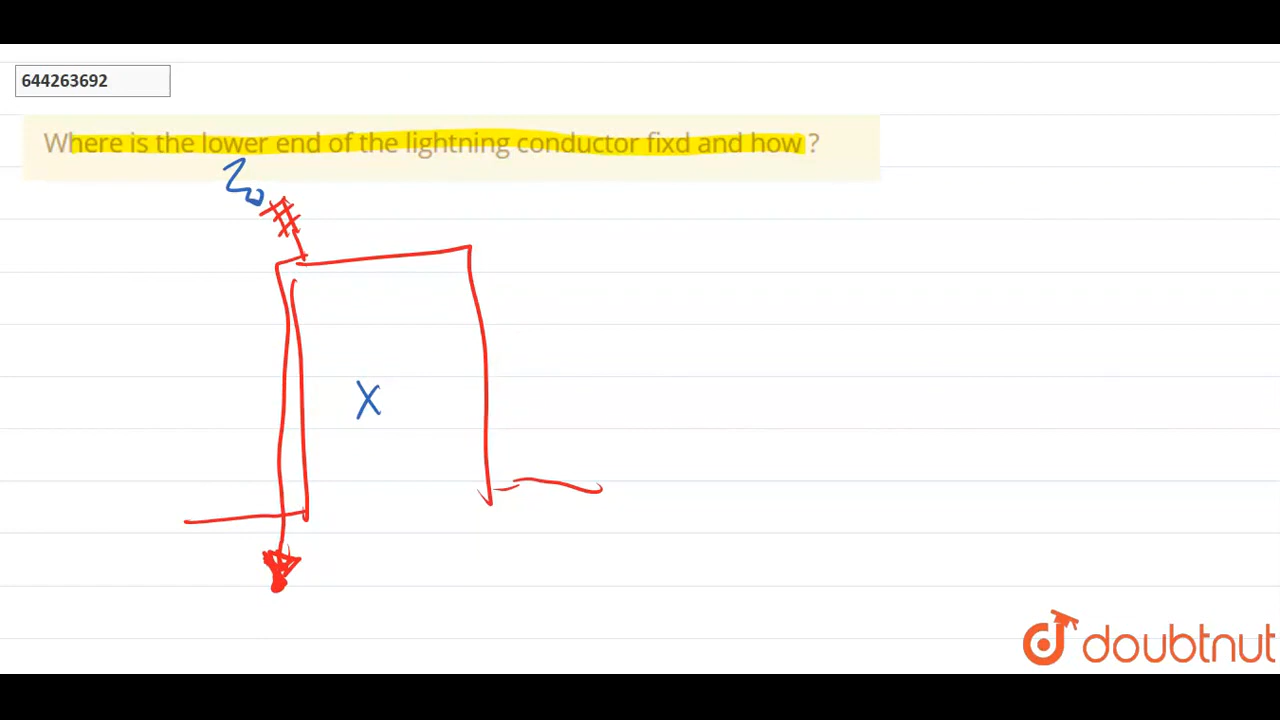 644263692
Where is the lower end of the lightning conductor fixd and how ?
X
doubtnut